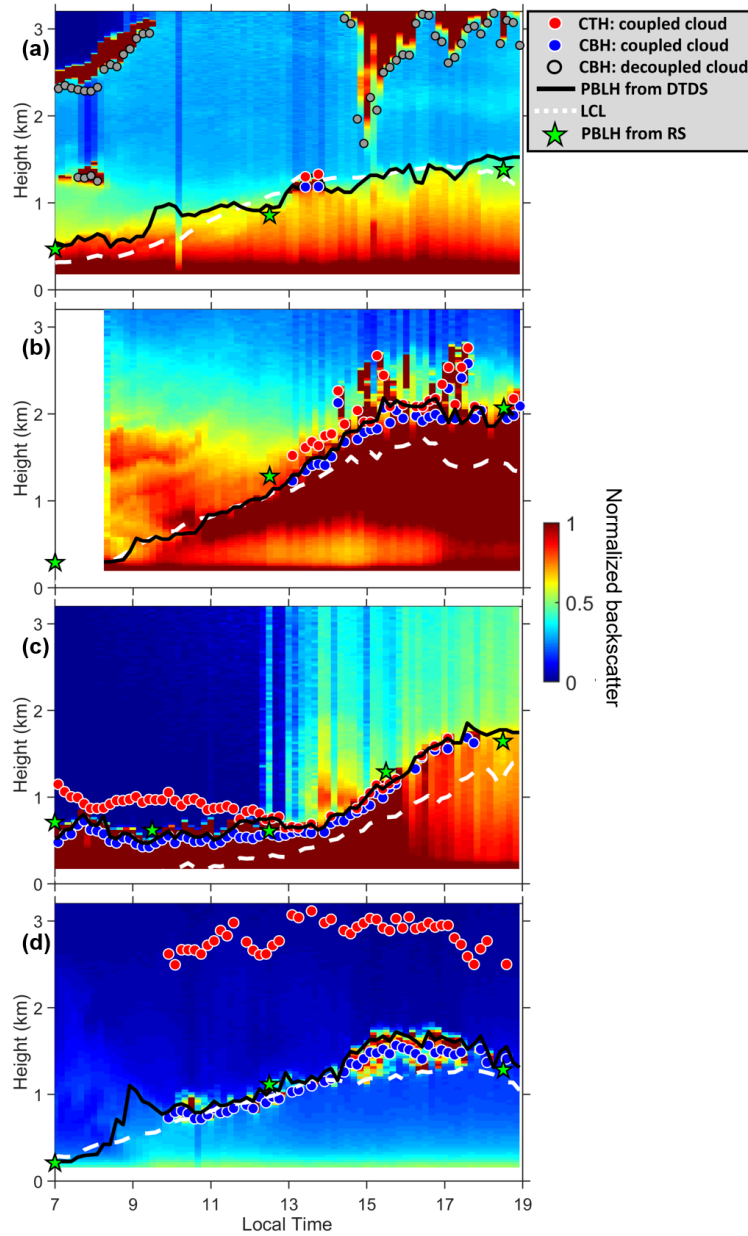 (a)
3
2
1
0
Height (km)
CTH: coupled cloud
CBH: coupled cloud
CBH: decoupled cloud
PBLH from DTDS
LCL
PBLH from RS
(b)
3
2
1
0
Height (km)
1
0.5
0
Normalized backscatter
(c)
3
2
1
0
Height (km)
(d)
3
2
1
0
Height (km)
7 9 11 13 15 17 19
Local Time